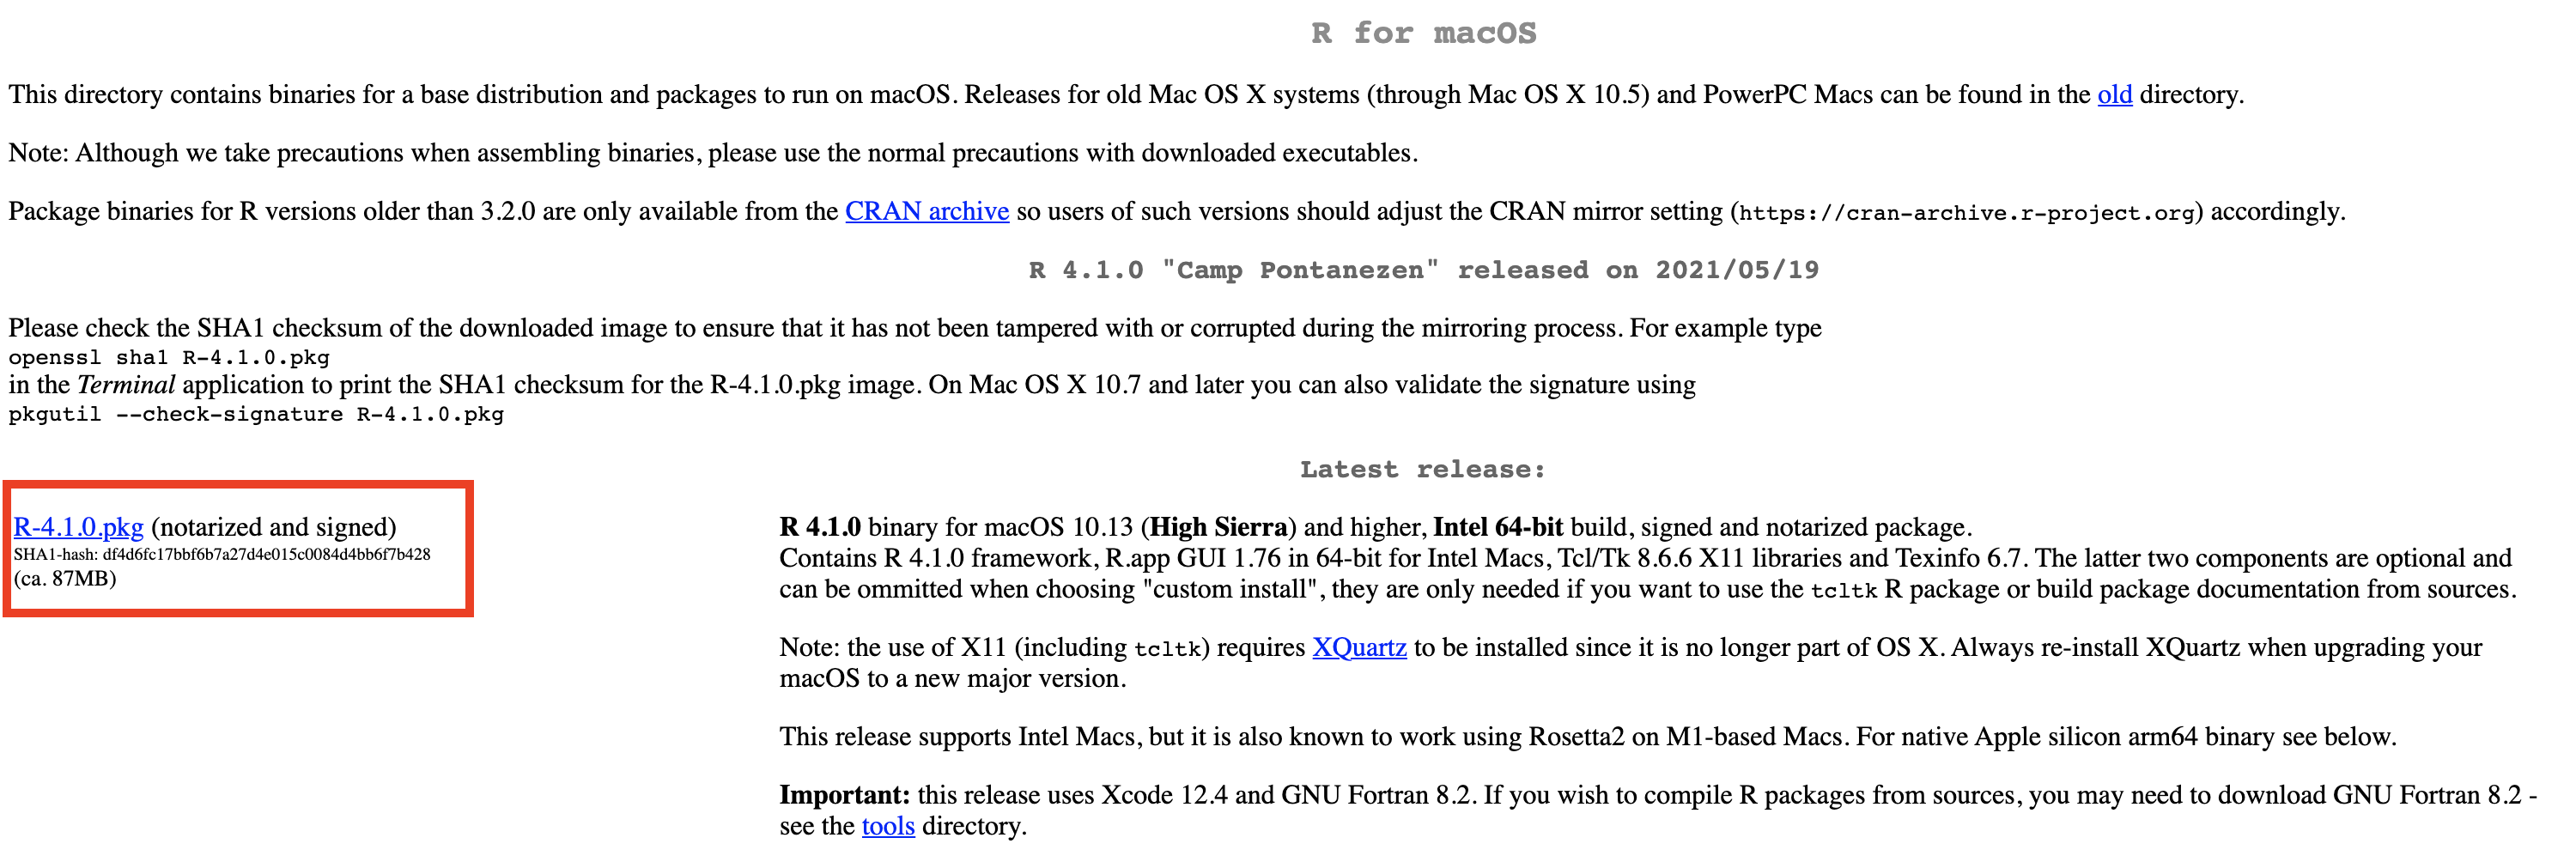 R for macOS
This directory contains binaries for a base distribution and packages to run on macOS. Releases for old Mac OS X systems (through Mac OS X 10.5) and PowerPC Macs can be found in the old directory.
Note: Although we take precautions when assembling binaries, please use the normal precautions with downloaded executables.
Package binaries for R versions older than 3.2.0 are only available from the CRAN archive so users of such versions should adjust the CRAN mirror setting (https://cran-archive.r-project.org) accordingly.
R 4.1.0 "Camp Pontanezen" released on 2021/05/19
Please check the SHA1 checksum of the downloaded image to ensure that it has not been tampered with or corrupted during the mirroring process. For example type
openssl sha1 R-4.1.0.pkg
in the Terminal application to print the SHA1 checksum for the R-4.1.0.pkg image. On Mac OS X 10.7 and later you can also validate the signature using
pkgutil --check-signature R-4.1.0.pkg
Latest release:
R-4.1.0.pkg (notarized and signed)
SHA1-hash: df4d6fc17bbf6b7a27d4e015c0084d4bb6f7b428
(ca. 87MB)
R 4.1.0 binary for macOS 10.13 (High Sierra) and higher, Intel 64-bit build, signed and notarized package.
Contains R 4.1.0 framework, R.app GUI 1.76 in 64-bit for Intel Macs, Tcl/Tk 8.6.6 X11 libraries and Texinfo 6.7. The latter two components are optional and
can be ommitted when choosing "custom install", they are only needed if you want to use the tcltk R package or build package documentation from sources.
Note: the use of X11 (including tcltk) requires XQuartz to be installed since it is no longer part of OS X. Always re-install XQuartz when upgrading your
macOS to a new major version.
This release supports Intel Macs, but it is also known to work using Rosetta2 on M1-based Macs. For native Apple silicon arm64 binary see below.
Important: this release uses Xcode 12.4 and GNU Fortran 8.2. If you wish to compile R packages from sources, you may need to download GNU Fortran 8.2 -
see the tools directory.